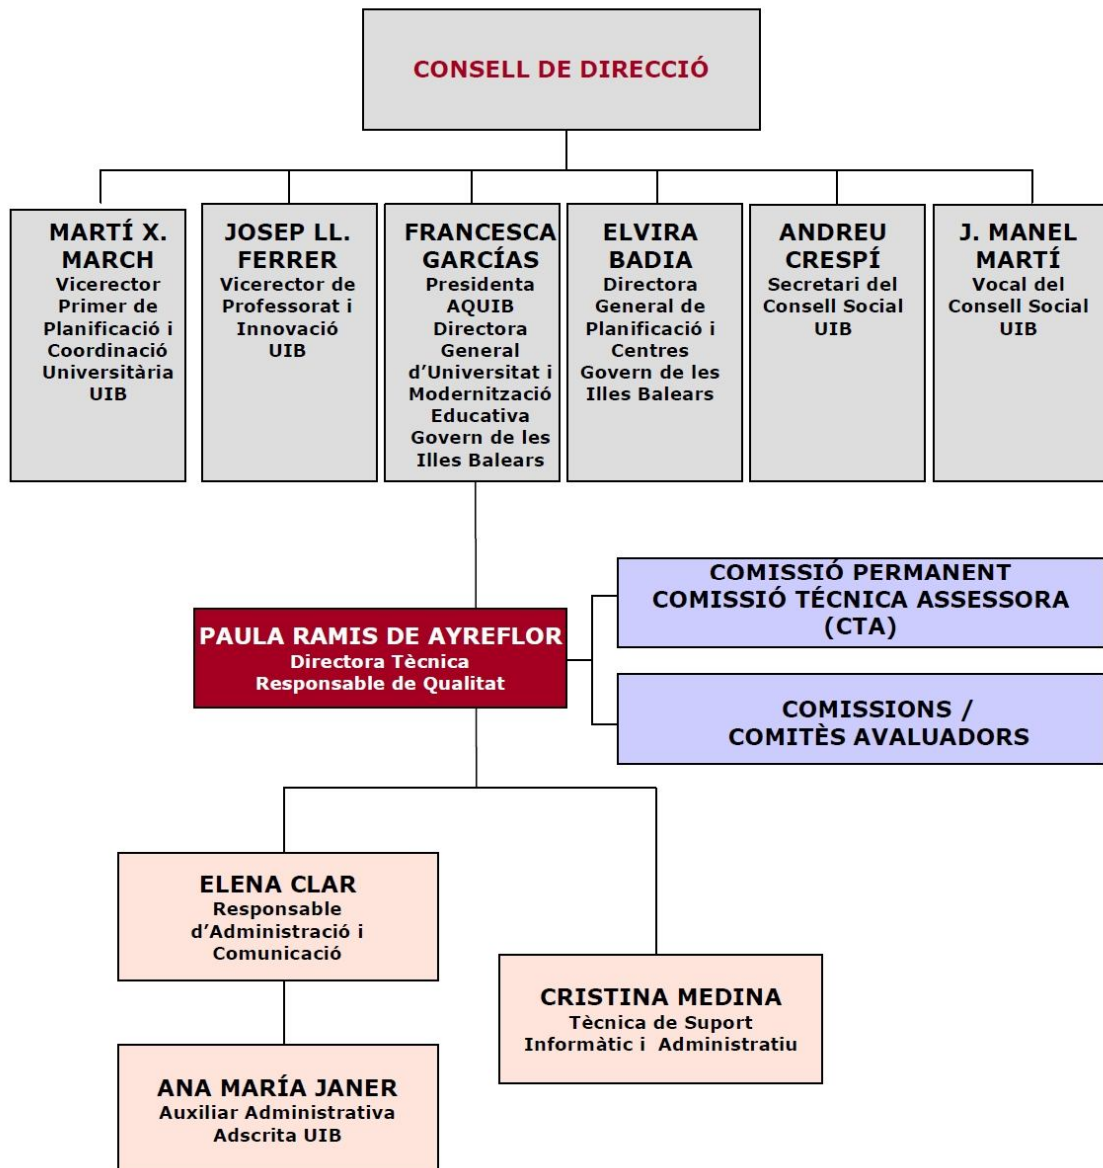 CONSELL DE DIRECCIÓ
MARTÍ X.
MARCH
Vicerector
Primer de
Planificació i
Coordinació
Universitària
UIB
JOSEP LL.
FERRER
Vicerector de
Professorat i
Innovació
UIB
FRANCESCA
GARCÍAS
Presidenta
AQUIB
Directora
General
d’Universitat i
Modernització
Educativa
Govern de les
Illes Balears
ELVIRA
BADIA
Directora
General de
Planificació i
Centres
Govern de les
Illes Balears
ANDREU
CRESPÍ
Secretari del
Consell Social
UIB
J. MANEL
MARTÍ
Vocal del
Consell Social
UIB
PAULA RAMIS DE AYREFLOR
Directora Tècnica
Responsable de Qualitat
COMISSIÓ PERMANENT
COMISSIÓ TÉCNICA ASSESSORA
(CTA)
COMISSIONS /
COMITÈS AVALUADORS
ELENA CLAR
Responsable
d’Administració i
Comunicació
CRISTINA MEDINA
Tècnica de Suport
Informàtic i Administratiu
ANA MARÍA JANER
Auxiliar Administrativa
Adscrita UIB